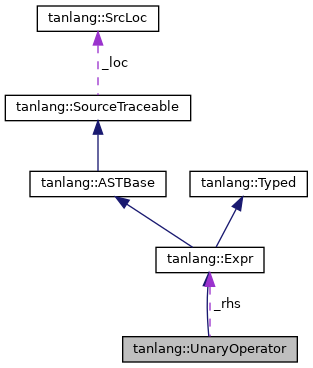 tanlang::SrcLoc
_loc
tanlang::SourceTraceable
tanlang::ASTBase
tanlang::Typed
tanlang::Expr
_rhs
tanlang::UnaryOperator